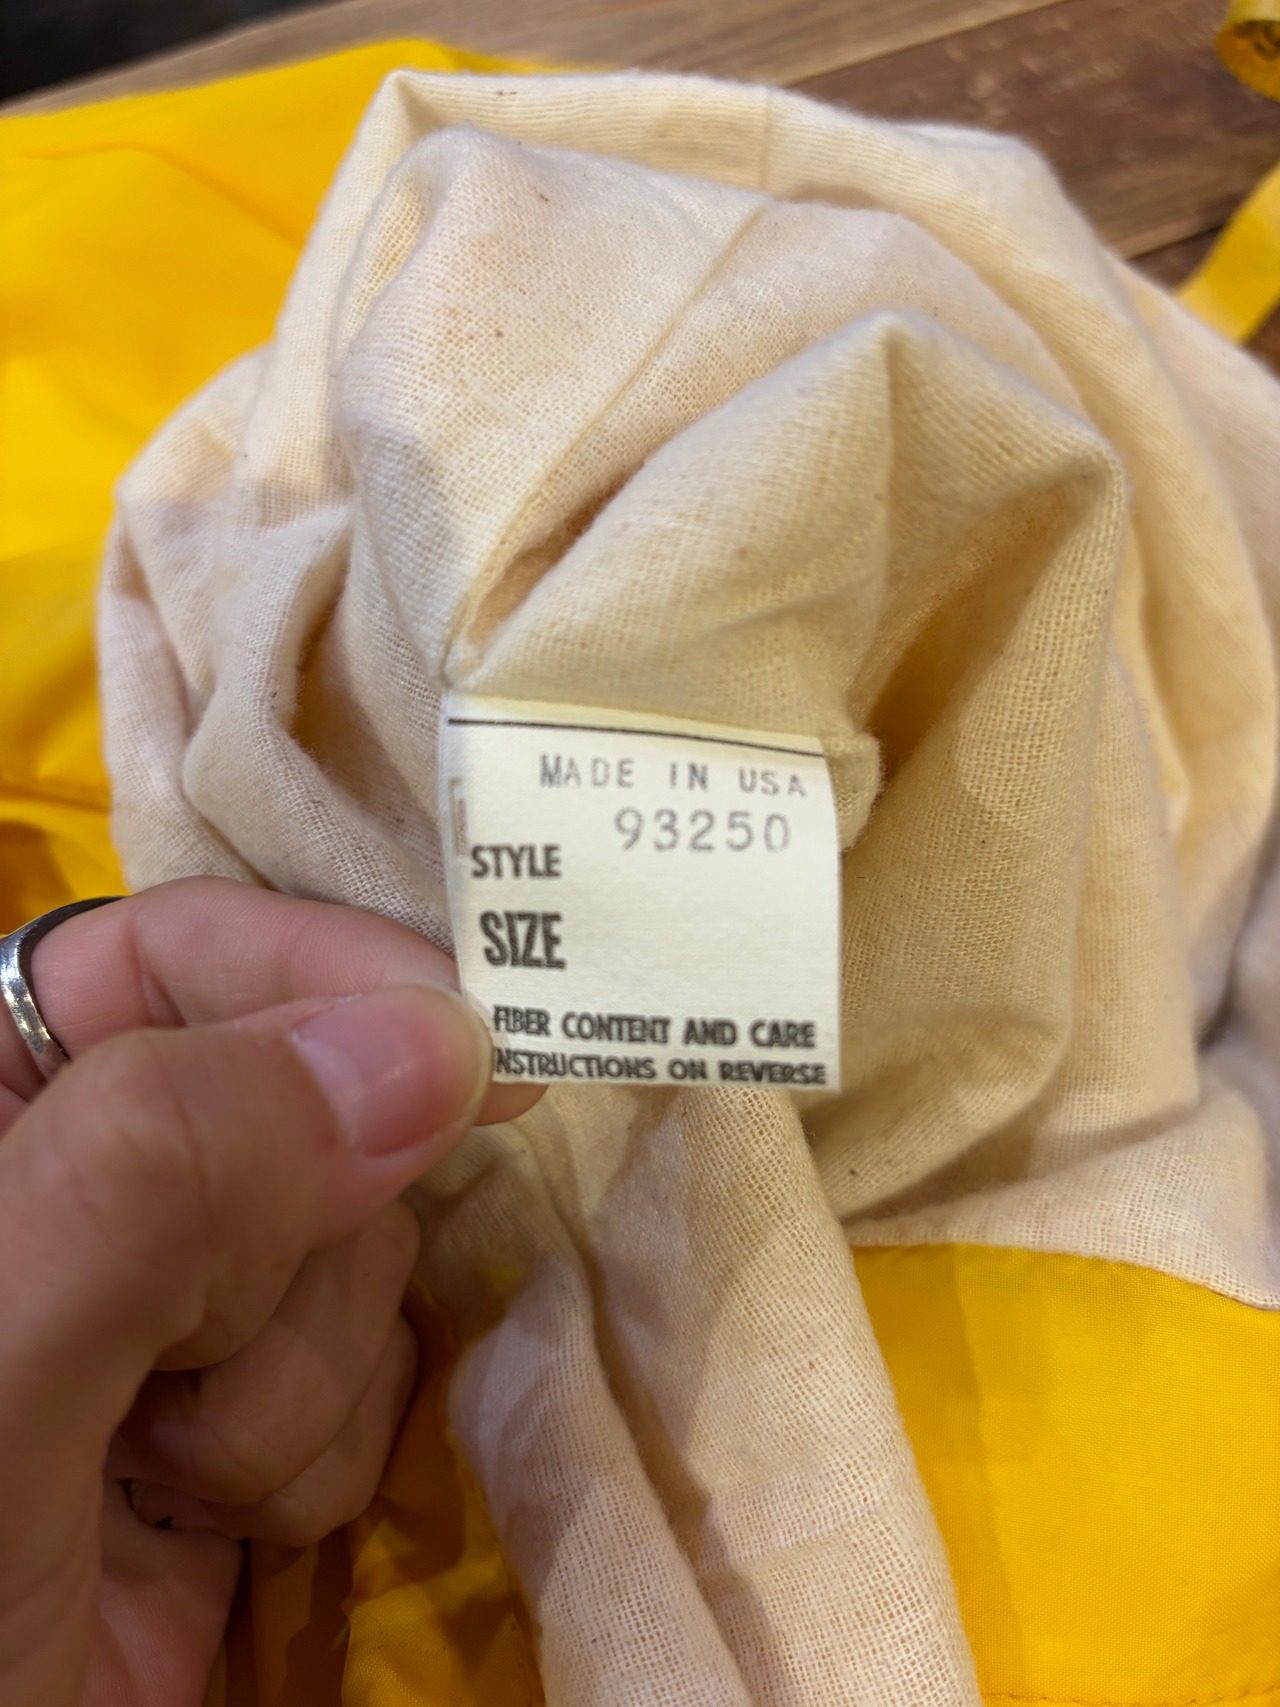 MADE IN USA
93250
STYLE
SIZE
FIBER CONTENT AND CARE
INSTRUCTIONS ON REVERSE